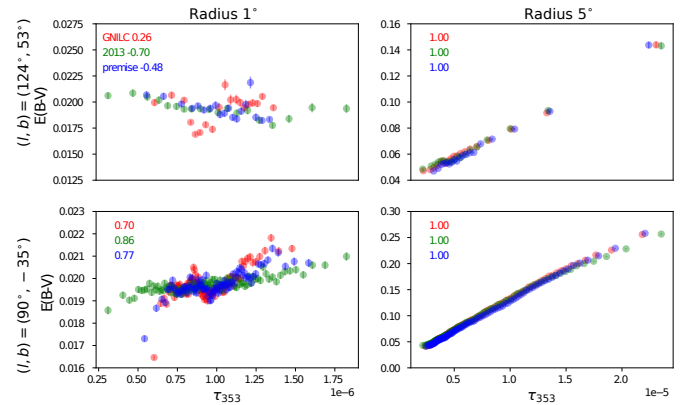 Radius 1°
Radius 5°
(l, b) = (124°, 53°)
E(B-V)
0.0275
0.0250
0.0225
0.0200
0.0175
0.0150
0.0125
GNILC 0.26
2013 -0.70
premise -0.48
0.16
0.14
0.12
0.10
0.08
0.06
0.04
1.00
1.00
1.00
(l, b) = (90°, − 35°)
E(B-V)
0.023
0.022
0.021
0.020
0.019
0.018
0.017
0.016
0.70
0.86
0.77
0.25 0.50 0.75 1.00 1.25 1.50 1.75
1e−6
τ353
0.30
0.25
0.20
0.15
0.10
0.05
0.00
1.00
1.00
1.00
0.5 1.0 1.5 2.0
1e−5
τ353